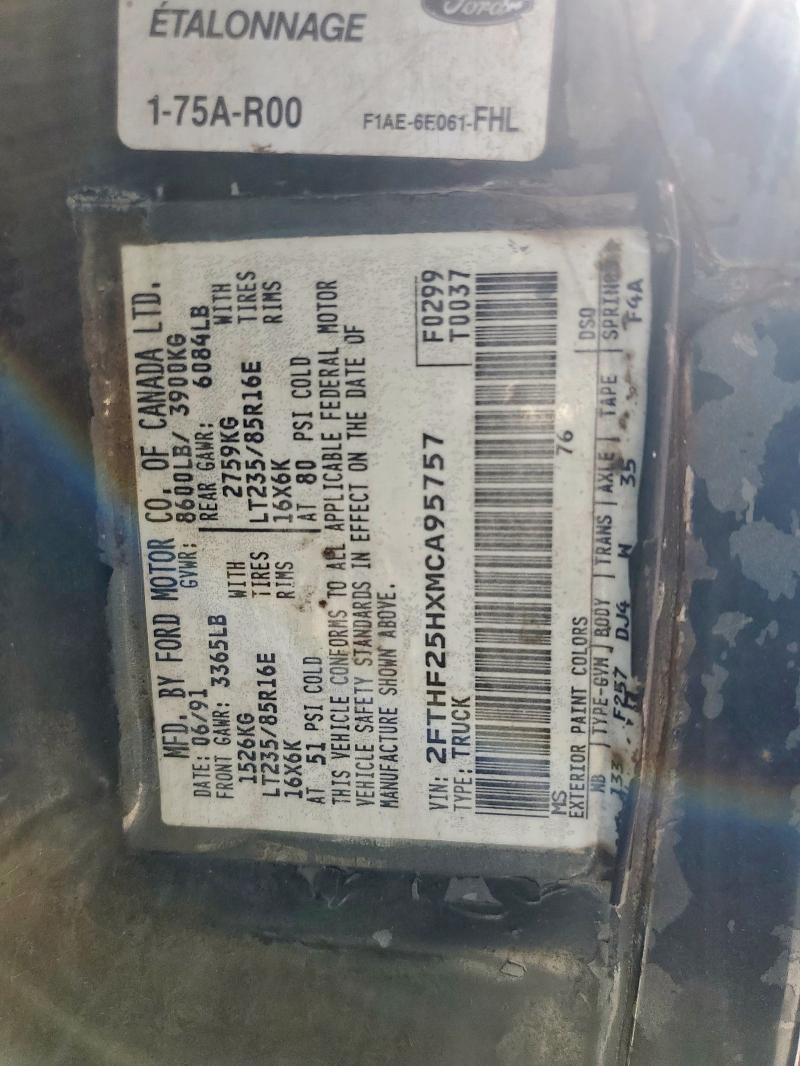 ÉTALONNAGE
Ford
1-75A-R00
F1AE-6E061-FHL
MFD. BY FORD MOTOR CO. OF CANADA LTD.
DATE: 06/91 GVWR: 8600LB/ 3900KG
FRONT GAWR: 3365LB REAR GAWR: 6084LB
1526KG WITH 2759KG WITH
LT235/85R16E TIRES LT235/85R16E TIRES
16X6K RIMS 16X6K RIMS
AT 51 PSI COLD AT 80 PSI COLD
THIS VEHICLE CONFORMS TO ALL APPLICABLE FEDERAL MOTOR
VEHICLE SAFETY STANDARDS IN EFFECT ON THE DATE OF
MANUFACTURE SHOWN ABOVE.
F0299
T0037
VIN: 2FTHF25HXMCA95757
TYPE: TRUCK
MS 76
EXTERIOR PAINT COLORS DSO
WB TYPE-GVW BODY TRANS AXLE TAPE SPRING
133 F257 DJ4 W 35 F4A